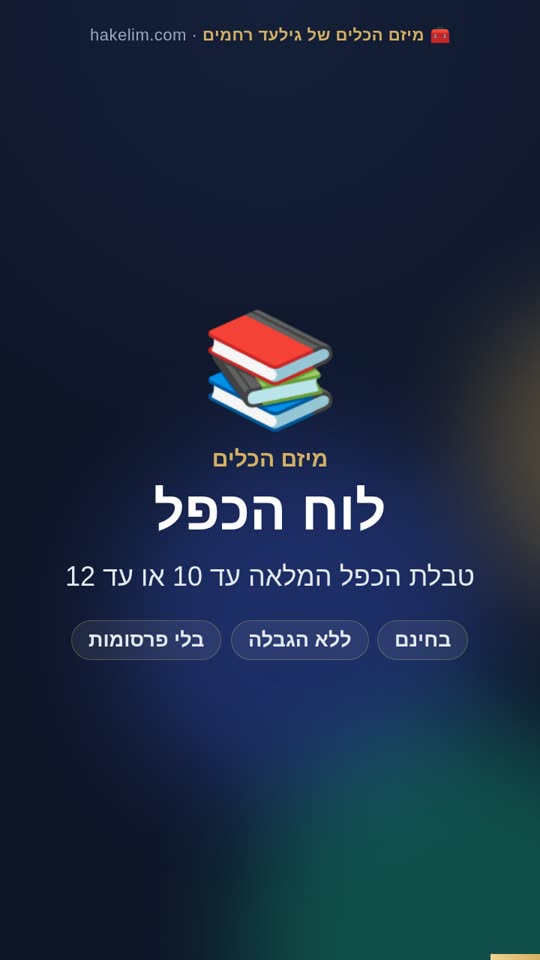 🧰 מיזם הכלים של גילעד רחמים · hakelim.com
מיזם הכלים
לוח הכפל
טבלת הכפל המלאה עד 10 או עד 12
בחינם
ללא הגבלה
בלי פרסומות